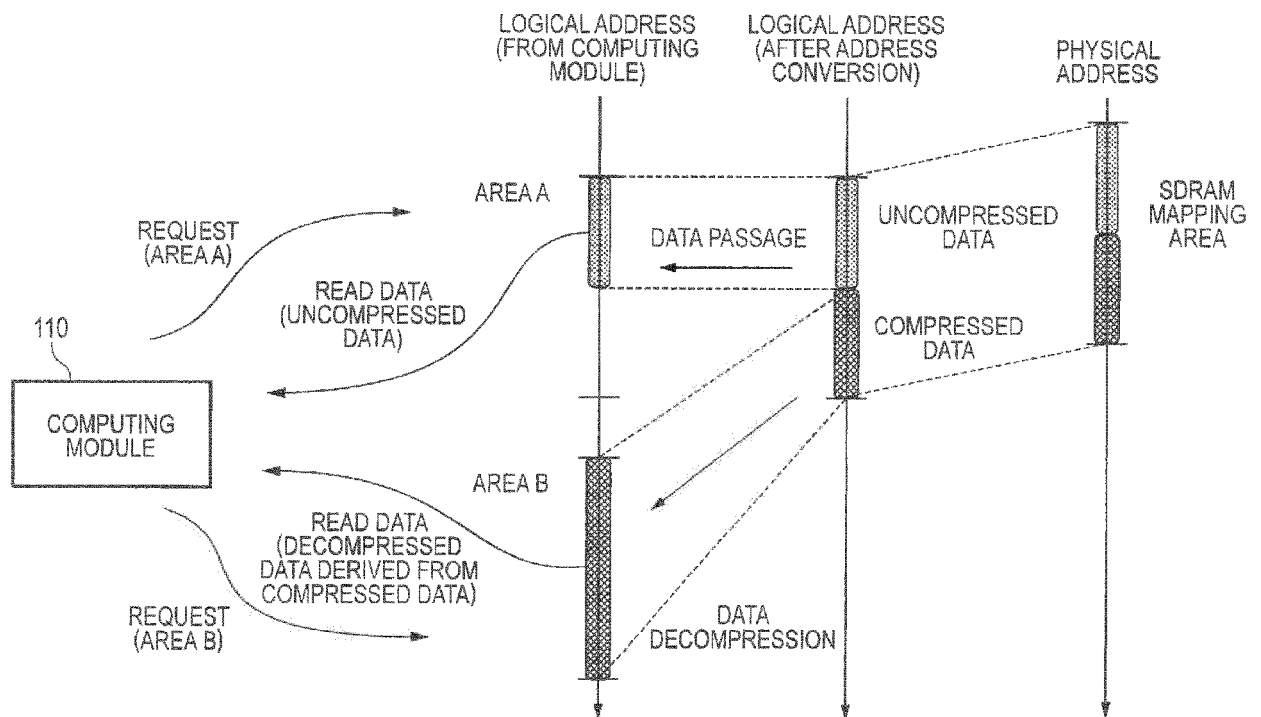 LOGICAL ADDRESS
(FROM COMPUTING
MODULE)
LOGICAL ADDRESS
(AFTER ADDRESS
CONVERSION)
PHYSICAL
ADDRESS
AREA A
REQUEST
(AREA A)
DATA PASSAGE
UNCOMPRESSED
DATA
SDRAM
MAPPING
AREA
READ DATA
(UNCOMPRESSED
DATA)
COMPRESSED
DATA
110
COMPUTING
MODULE
AREA B
READ DATA
(DECOMPRESSED
DATA DERIVED FROM
COMPRESSED DATA)
REQUEST
(AREA B)
DATA
DECOMPRESSION